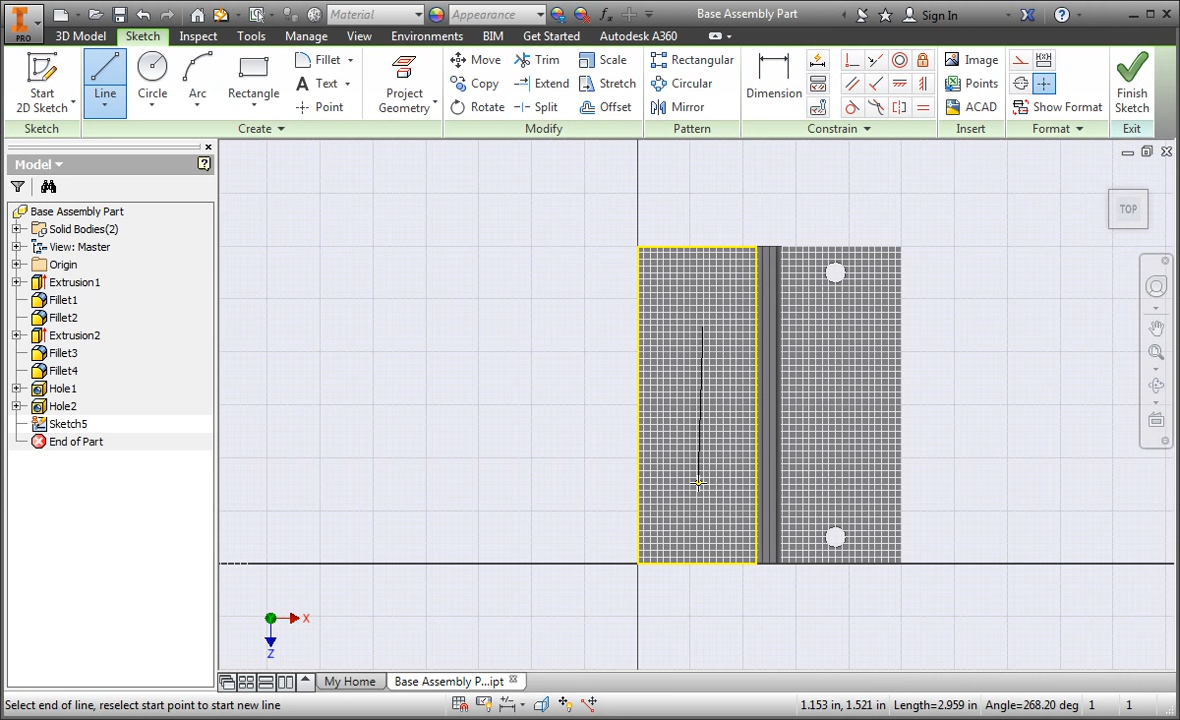 Material
Appearance
Base Assembly Part
Sign In
PRO
3D Model
Sketch
Inspect
Tools
Manage
View
Environments
BIM
Get Started
Autodesk A360
Start
2D Sketch
Line
Circle
Arc
Rectangle
Fillet
Text
Point
Project
Geometry
Move
Copy
Rotate
Trim
Extend
Split
Scale
Stretch
Offset
Rectangular
Circular
Mirror
Dimension
Image
Points
ACAD
Show Format
Finish
Sketch
Sketch
Create
Modify
Pattern
Constrain
Insert
Format
Exit
Model
Base Assembly Part
Solid Bodies(2)
View: Master
Origin
Extrusion1
Fillet1
Fillet2
Extrusion2
Fillet3
Fillet4
Hole1
Hole2
Sketch5
End of Part
TOP
X
Z
My Home
Base Assembly P...ipt
Select end of line, reselect start point to start new line
1.153 in, 1.521 in
Length=2.959 in
Angle=268.20 deg
1
1